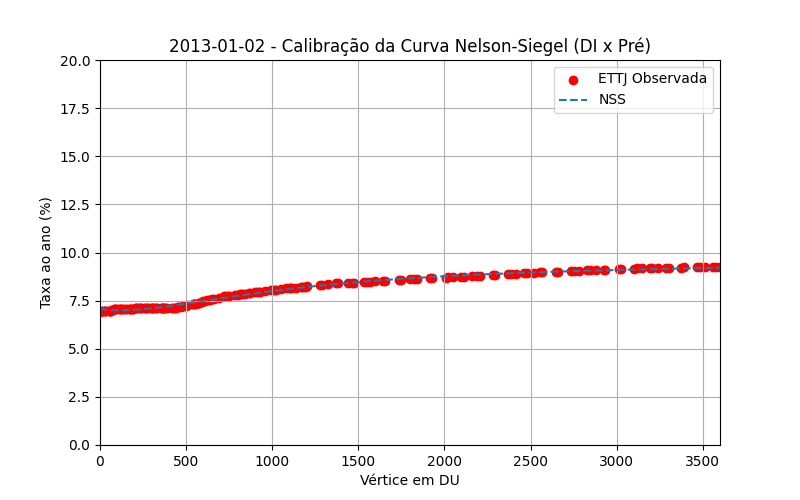 2013-01-02 - Calibração da Curva Nelson-Siegel (DI x Pré)
ETTJ Observada
NSS
Taxa ao ano (%)
20.0
17.5
15.0
12.5
10.0
7.5
5.0
2.5
0.0
0 500 1000 1500 2000 2500 3000 3500
Vértice em DU